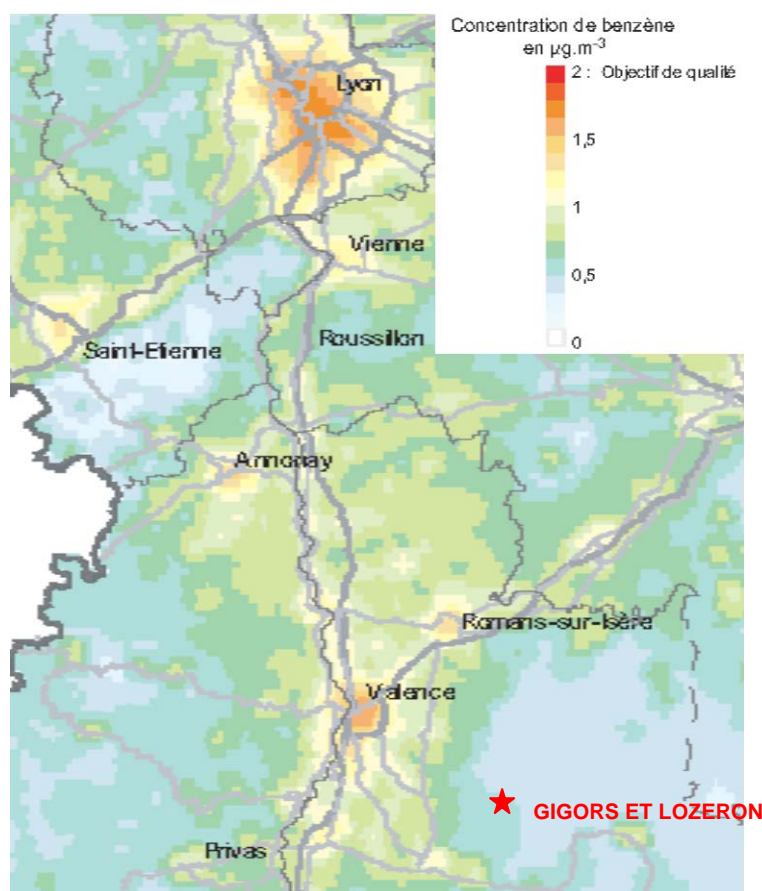 Concentration de benzène
en µg.m⁻³
2 : Objectif de qualité
1,5
1
0,5
0
Lyon
Vienne
Saint-Etienne
Roussillon
Annonay
Romans-sur-Isère
Valence
GIGORS ET LOZERON
Privas